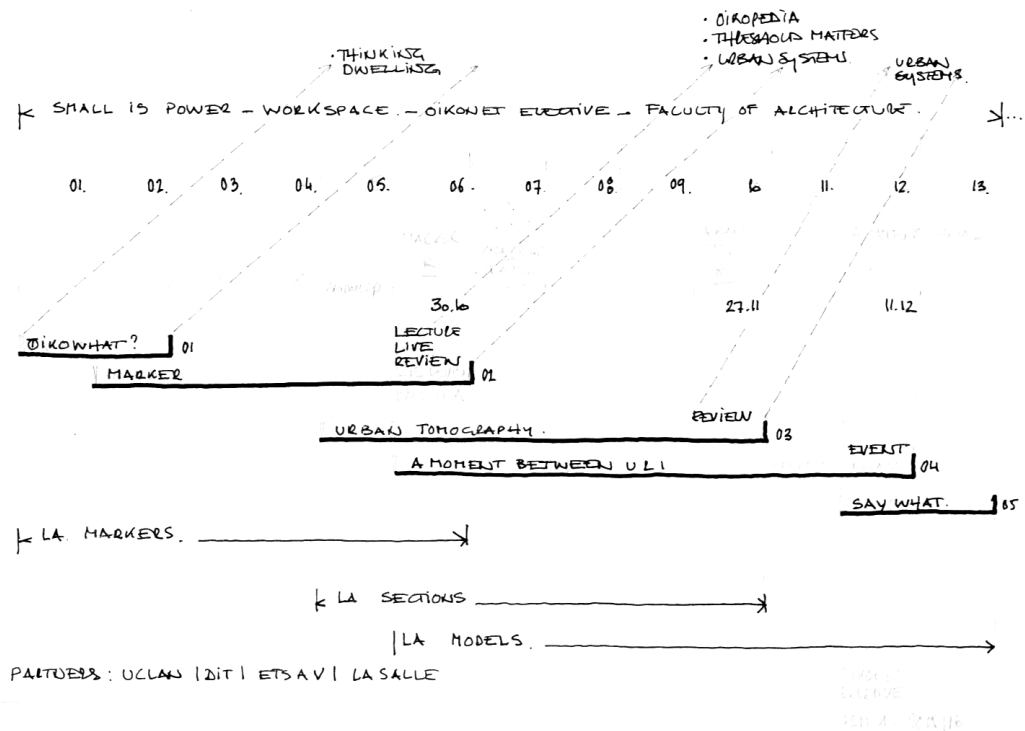 · OIKOPEDIA
· THRESHOLD MATTERS
· URBAN SYSTEMS
· THINKING
DWELLING
URBAN
SYSTEMS.
SMALL IS POWER – WORKSPACE. – OIKONET ELECTIVE – FACULTY OF ARCHITECTURE. ...
01. 02. 03. 04. 05. 06. 07. 08 09. 10 11. 12. 13.
30.10 27.11 11.12
OIKOWHAT? 01
LECTURE
LIVE
REVIEW
MARKER 02
REVIEW
URBAN TOMOGRAPHY. 03
EVENT
A MOMENT BETWEEN U & I 04
SAY WHAT. 05
LA. MARKERS.
LA SECTIONS
LA MODELS.
PARTNERS: UCLAN | DIT | ETSAV | LA SALLE